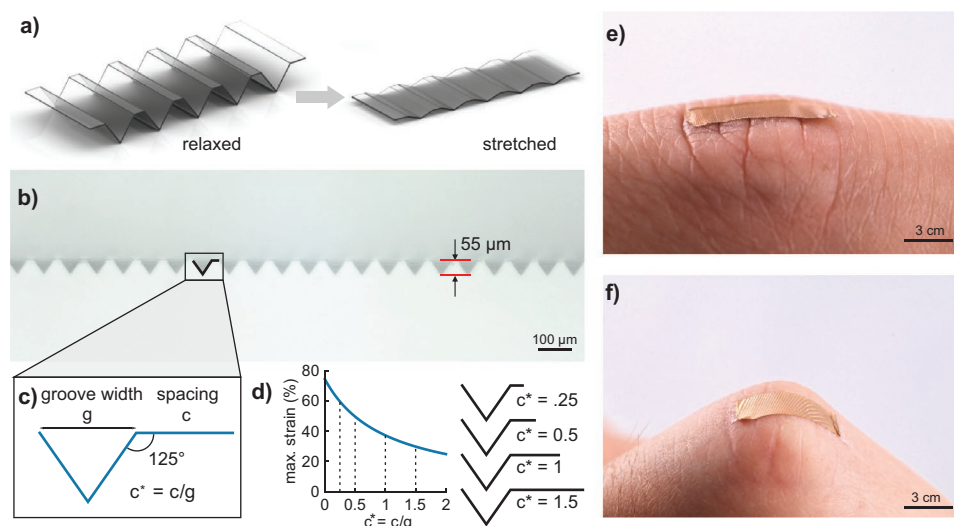 a)
relaxed
stretched
b)
55 µm
100 µm
c)
groove width
spacing
g
c
125°
c* = c/g
d)
max. strain (%)
80
60
40
20
0
0
0.5
1
1.5
2
c*= c/g
c* = .25
c* = 0.5
c* = 1
c* = 1.5
e)
3 cm
f)
3 cm